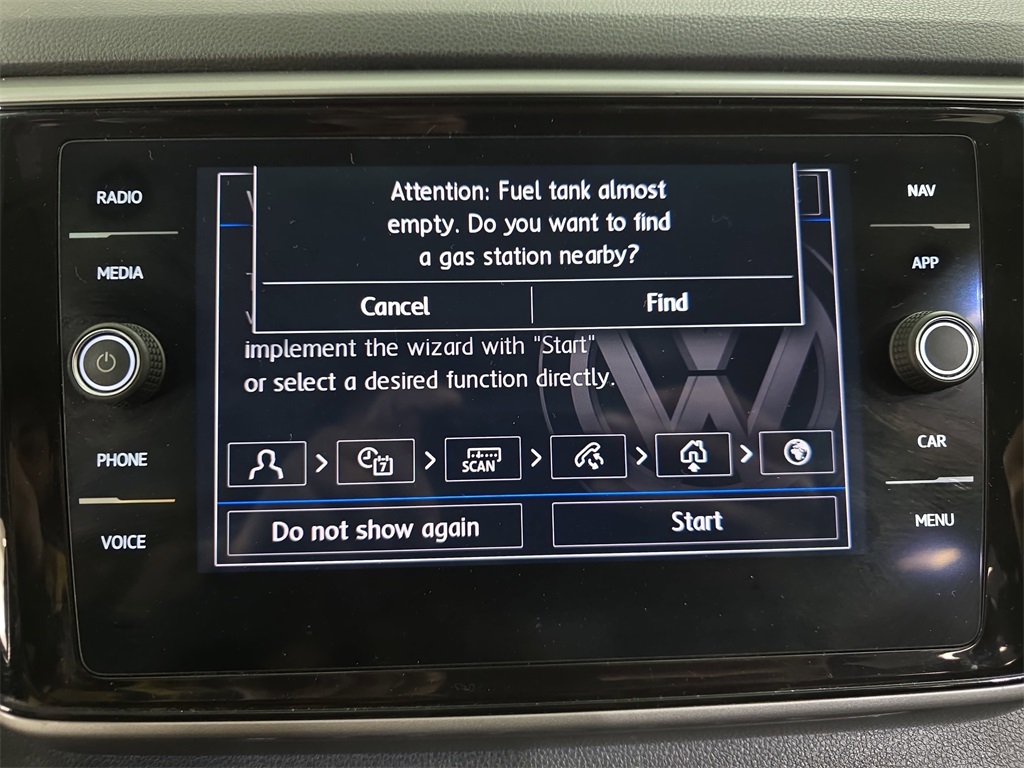 RADIO
MEDIA
PHONE
VOICE
Attention: Fuel tank almost
empty. Do you want to find
a gas station nearby?
Cancel
Find
implement the wizard with "Start"
or select a desired function directly.
7
SCAN
Do not show again
Start
NAV
APP
CAR
MENU